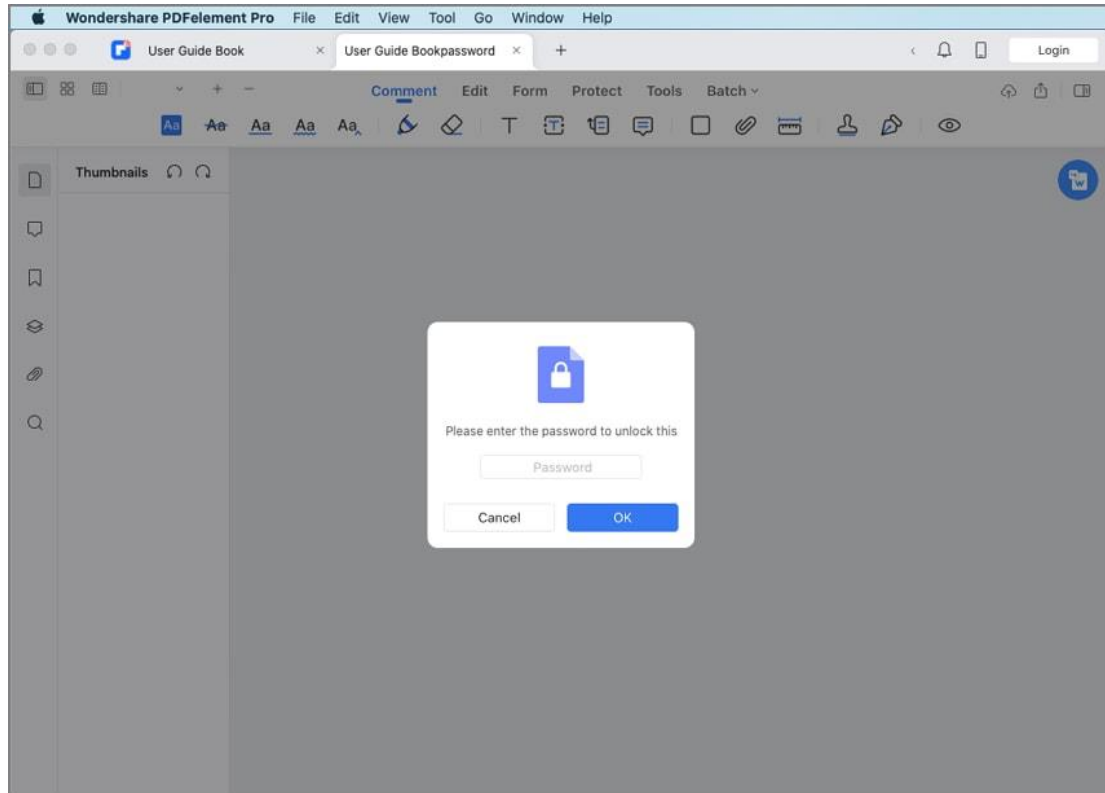 Wondershare PDFelement Pro File Edit View Tool Go Window Help
User Guide Book × User Guide Bookpassword × + Login
Comment Edit Form Protect Tools Batch
Aa Aa Aa Aa Aa T T
Thumbnails
W
Please enter the password to unlock this
Password
Cancel OK